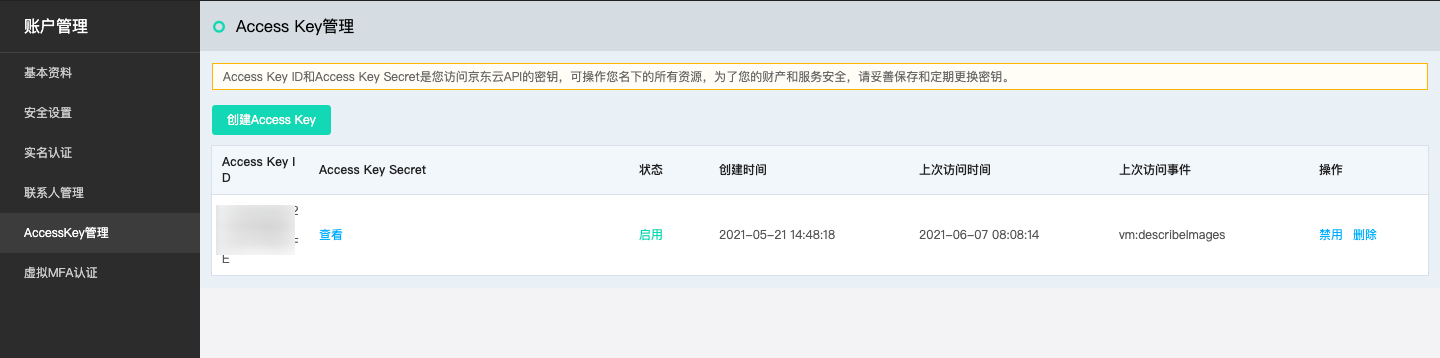 账户管理
基本资料
安全设置
实名认证
联系人管理
AccessKey管理
虚拟MFA认证
Access Key管理
Access Key ID和Access Key Secret是您访问京东云API的密钥，可操作您名下的所有资源，为了您的财产和服务安全，请妥善保存和定期更换密钥。
创建Access Key
Access Key I
D
Access Key Secret
状态
创建时间
上次访问时间
上次访问事件
操作
2
E
查看
启用
2021-05-21 14:48:18
2021-06-07 08:08:14
vm:describeImages
禁用
删除